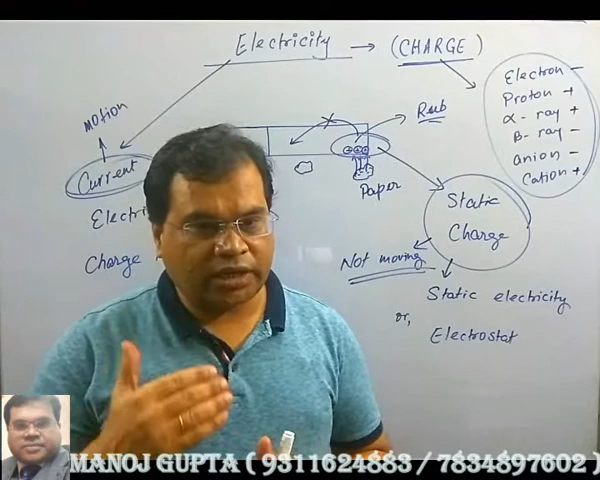 Electricity → (CHARGE)
Electron −
Proton +
α - ray +
β - ray −
anion −
Cation +
motion
Current
Electri
Charge
Rub
Paper
Static
Charge
Not moving
Static electricity
or,
Electrostat
MANOJ GUPTA ( 9311624883 / 7834897602 )